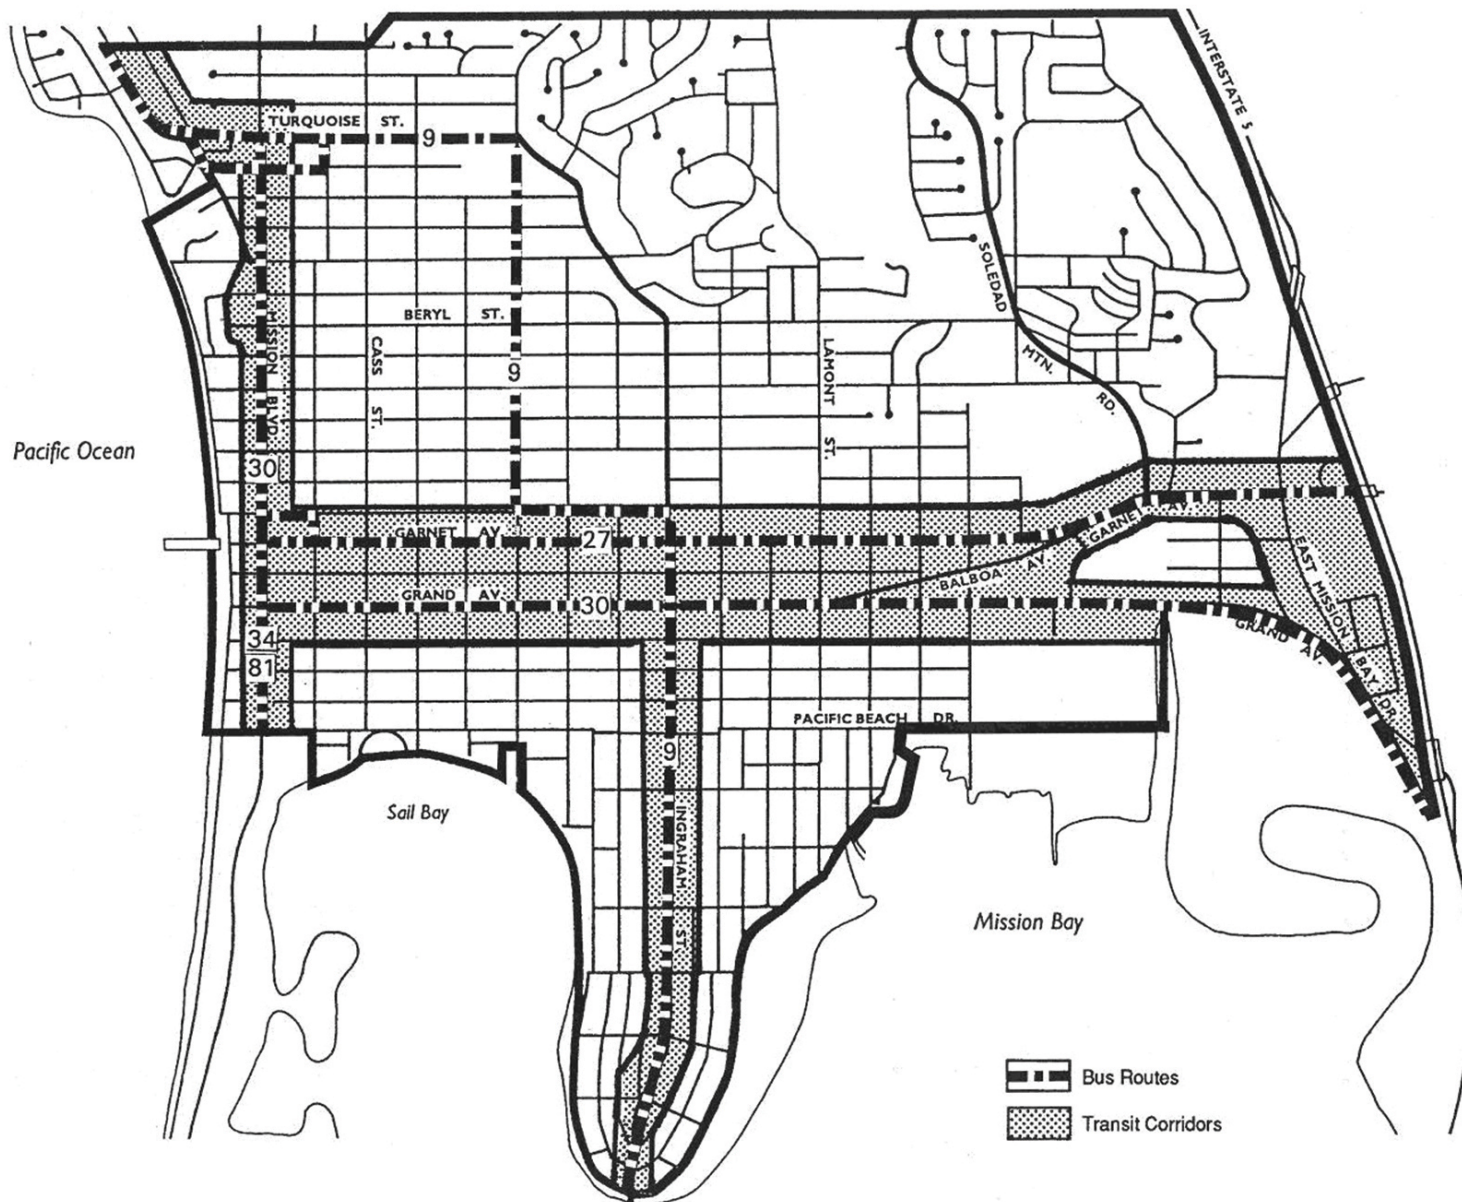 INTERSTATE 5
TURQUOISE ST.
9
SOLEDAD
MTN.
RD.
BERYL ST.
MISSION BLVD.
CASS
ST.
9
LAMONT
ST.
Pacific Ocean
30
GARNET AV.
GARNET AV.
27
BALBOA AV.
EAST MISSION BAY DR.
GRAND AV.
30
GRAND AV.
34
81
PACIFIC BEACH DR.
9
Sail Bay
INGRAHAM ST.
Mission Bay
Bus Routes
Transit Corridors